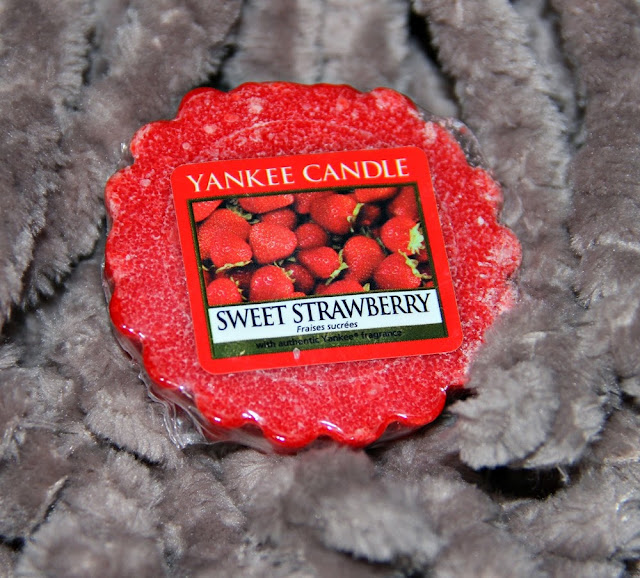 YANKEE CANDLE
SWEET STRAWBERRY
Fraises sucrées
with authentic Yankee® fragrance